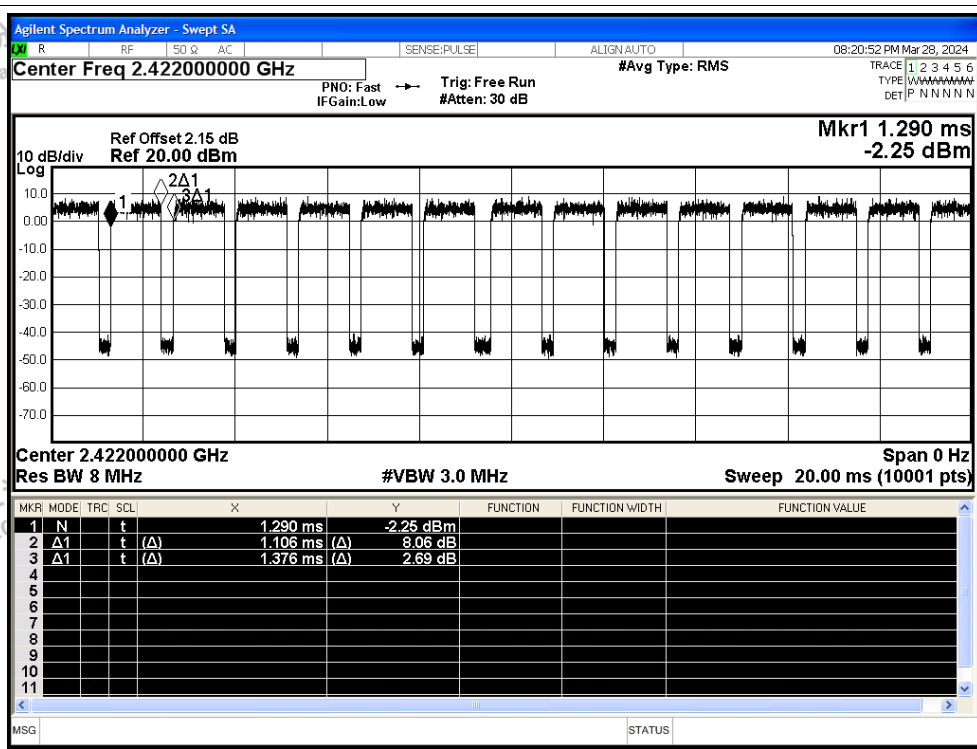 Agilent Spectrum Analyzer - Swept SA
LXI R RF 50 Ω AC SENSE:PULSE ALIGN AUTO 08:20:52 PM Mar 28, 2024
Center Freq 2.422000000 GHz
PNO: Fast
IFGain:Low
Trig: Free Run
#Atten: 30 dB
#Avg Type: RMS
TRACE 1 2 3 4 5 6
TYPE WWWWWW
DET P N N N N N
Mkr1 1.290 ms
-2.25 dBm
Ref Offset 2.15 dB
10 dB/div Ref 20.00 dBm
Log
2Δ1
3Δ1
1
10.0
0.00
-10.0
-20.0
-30.0
-40.0
-50.0
-60.0
-70.0
Center 2.422000000 GHz Span 0 Hz
Res BW 8 MHz #VBW 3.0 MHz Sweep 20.00 ms (10001 pts)
MKR MODE TRC SCL X Y FUNCTION FUNCTION WIDTH FUNCTION VALUE
1 N t 1.290 ms -2.25 dBm
2 Δ1 t (Δ) 1.106 ms (Δ) 8.06 dB
3 Δ1 t (Δ) 1.376 ms (Δ) 2.69 dB
4
5
6
7
8
9
10
11
MSG STATUS